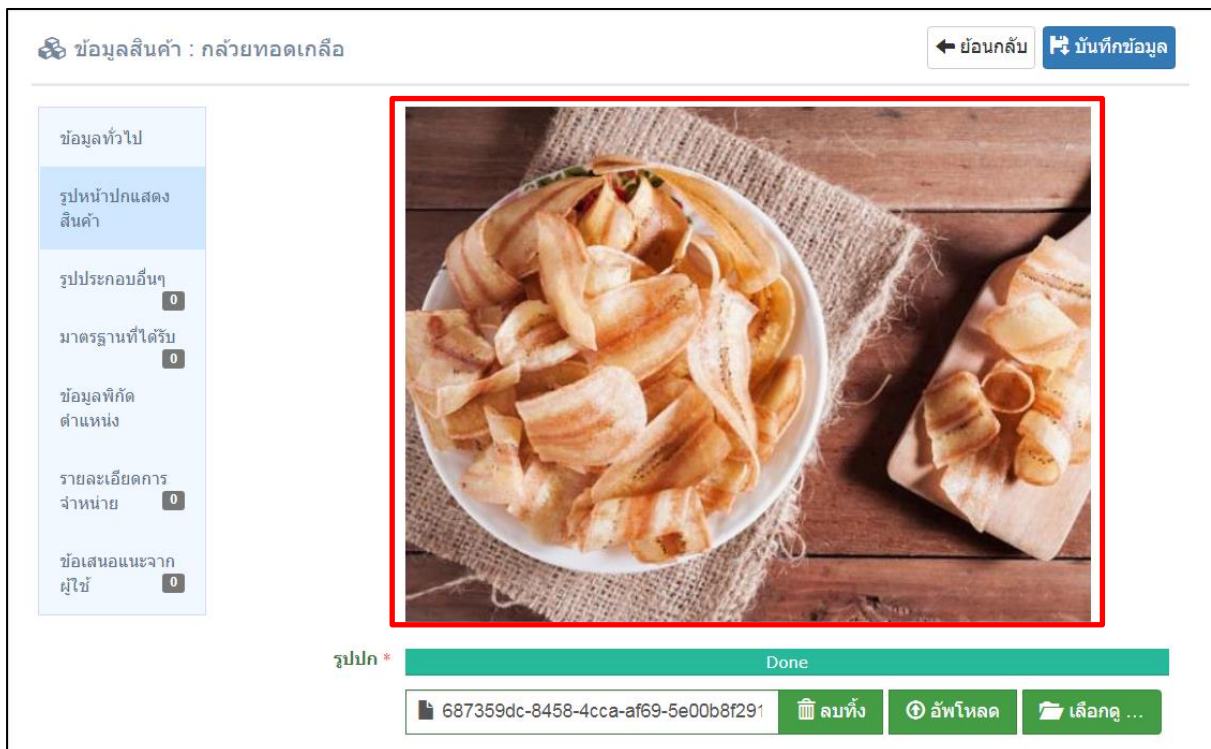 ข้อมูลสินค้า : กล้วยทอดเกลือ
ย้อนกลับ
บันทึกข้อมูล
ข้อมูลทั่วไป
รูปหน้าปกแสดง
สินค้า
รูปประกอบอื่นๆ
0
มาตรฐานที่ได้รับ
0
ข้อมูลพิกัด
ตำแหน่ง
รายละเอียดการ
จำหน่าย 0
ข้อเสนอแนะจาก
ผู้ใช้ 0
รูปปก *
Done
687359dc-8458-4cca-af69-5e00b8f291
ลบทิ้ง
อัพโหลด
เลือกดู ...